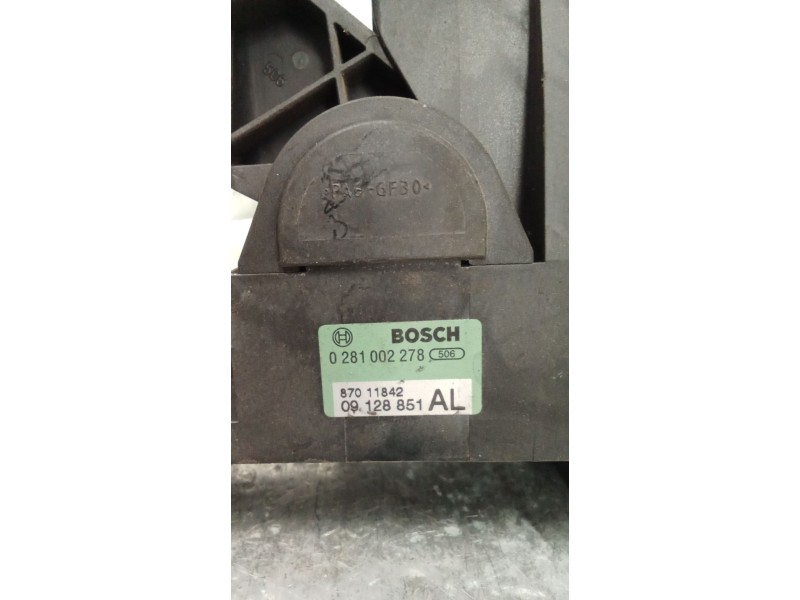 >PA6-GF30<
BOSCH
0 281 002 278 506
870 11842
09 128 851 AL